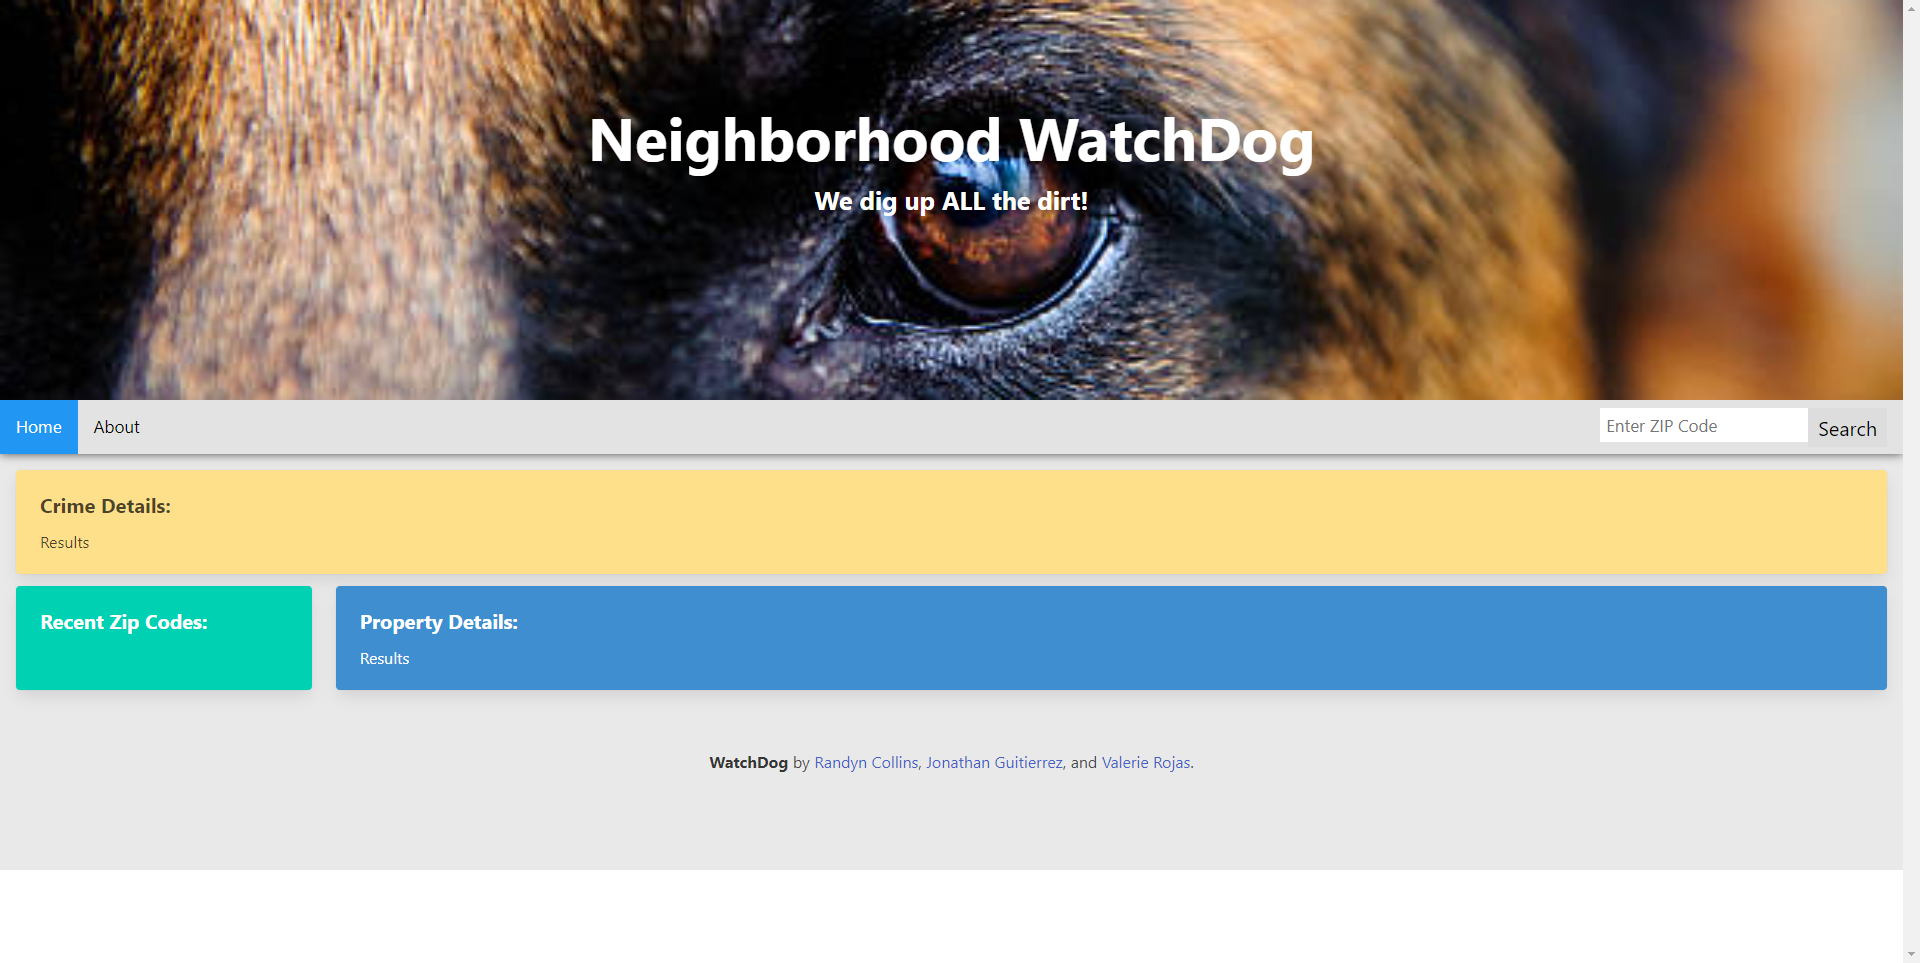 Neighborhood WatchDog
We dig up ALL the dirt!
Home About Enter ZIP Code Search
Crime Details:
Results
Recent Zip Codes:
Property Details:
Results
WatchDog by Randyn Collins, Jonathan Guitierrez, and Valerie Rojas.